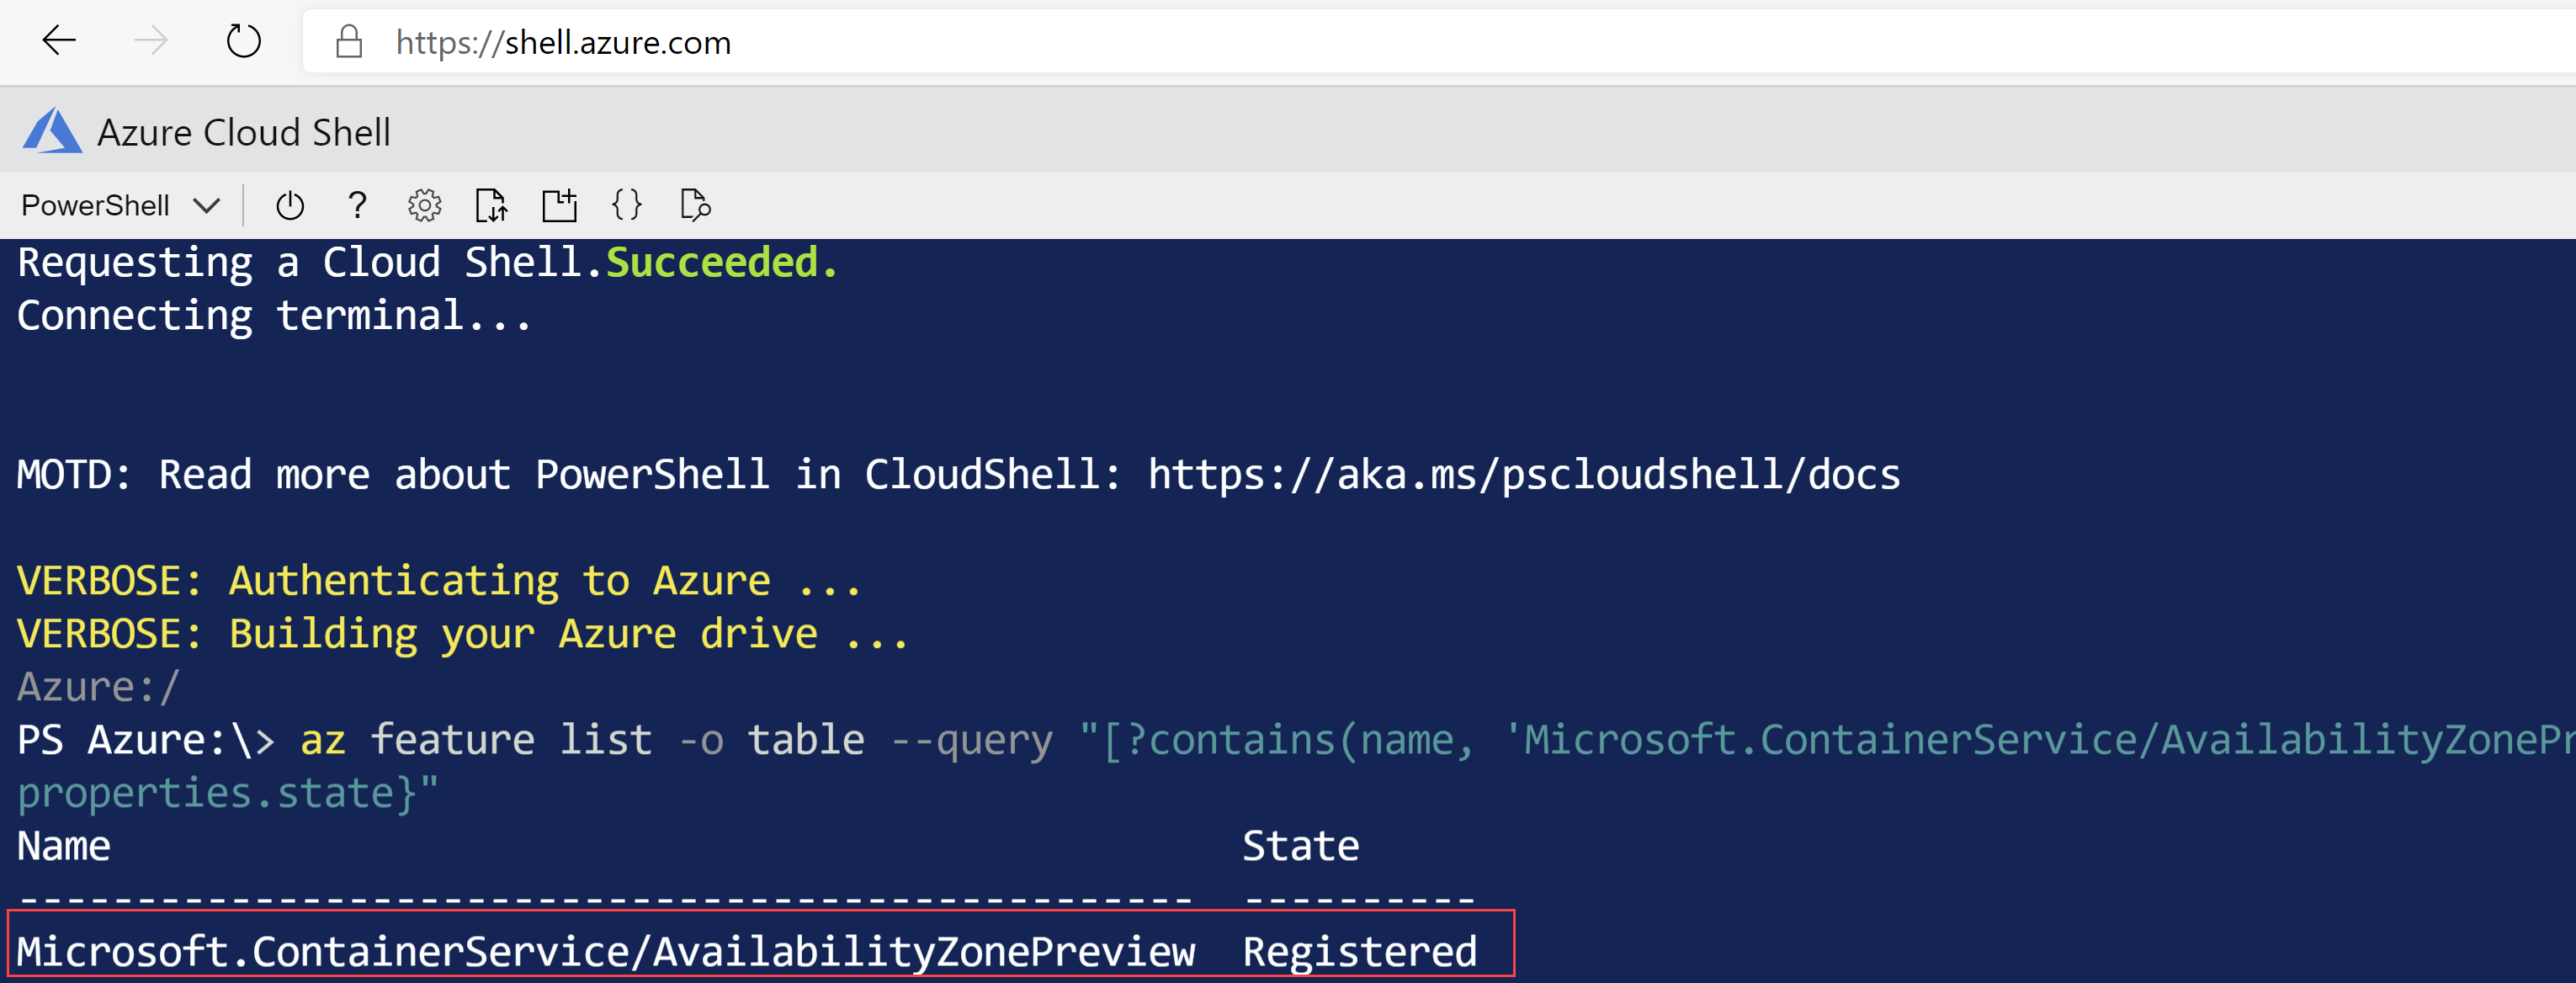 https://shell.azure.com
Azure Cloud Shell
PowerShell
Requesting a Cloud Shell.Succeeded.
Connecting terminal...
MOTD: Read more about PowerShell in CloudShell: https://aka.ms/pscloudshell/docs
VERBOSE: Authenticating to Azure ...
VERBOSE: Building your Azure drive ...
Azure:/
PS Azure:\> az feature list -o table --query "[?contains(name, 'Microsoft.ContainerService/AvailabilityZonePr
properties.state}"
Name State
-------------------------------------------------- ----------
Microsoft.ContainerService/AvailabilityZonePreview Registered